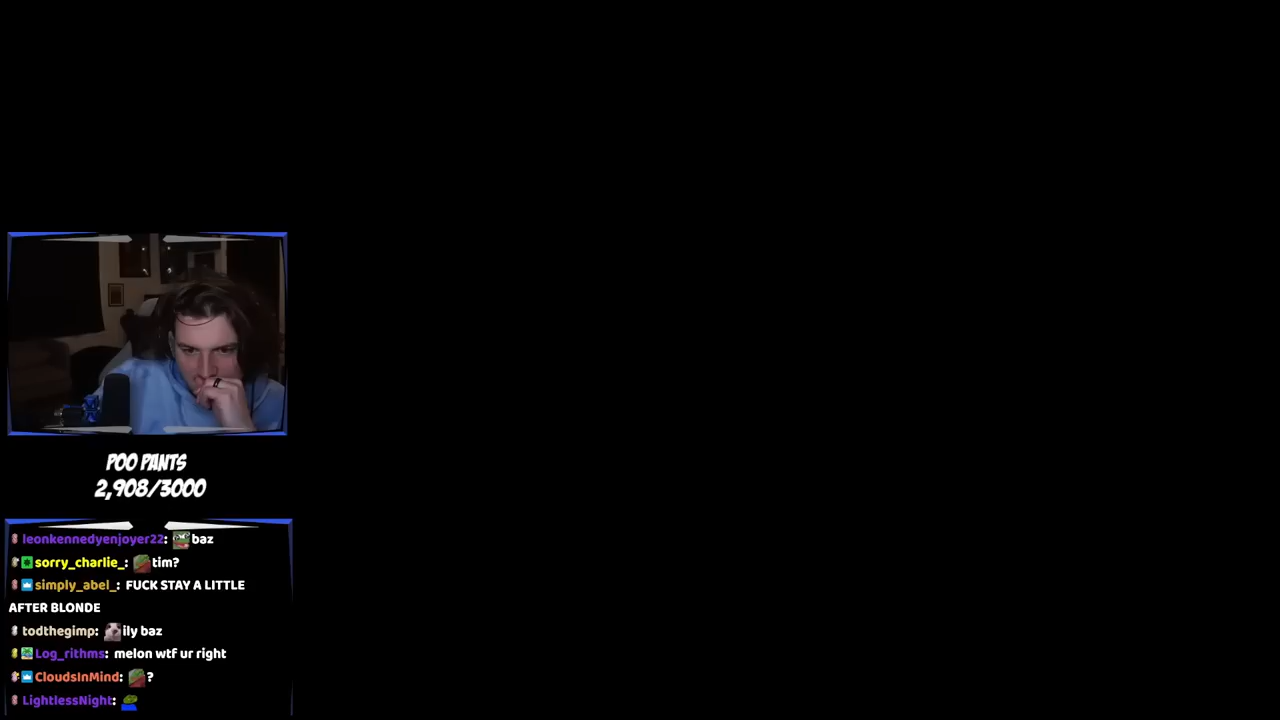 POO PANTS
2,908/3000
leonkennedyenjoyer22: baz
sorry_charlie_: tim?
simply_abel_: FUCK STAY A LITTLE
AFTER BLONDE
todthegimp: ily baz
Log_rithms: melon wtf ur right
CloudsInMind: ?
LightlessNight: